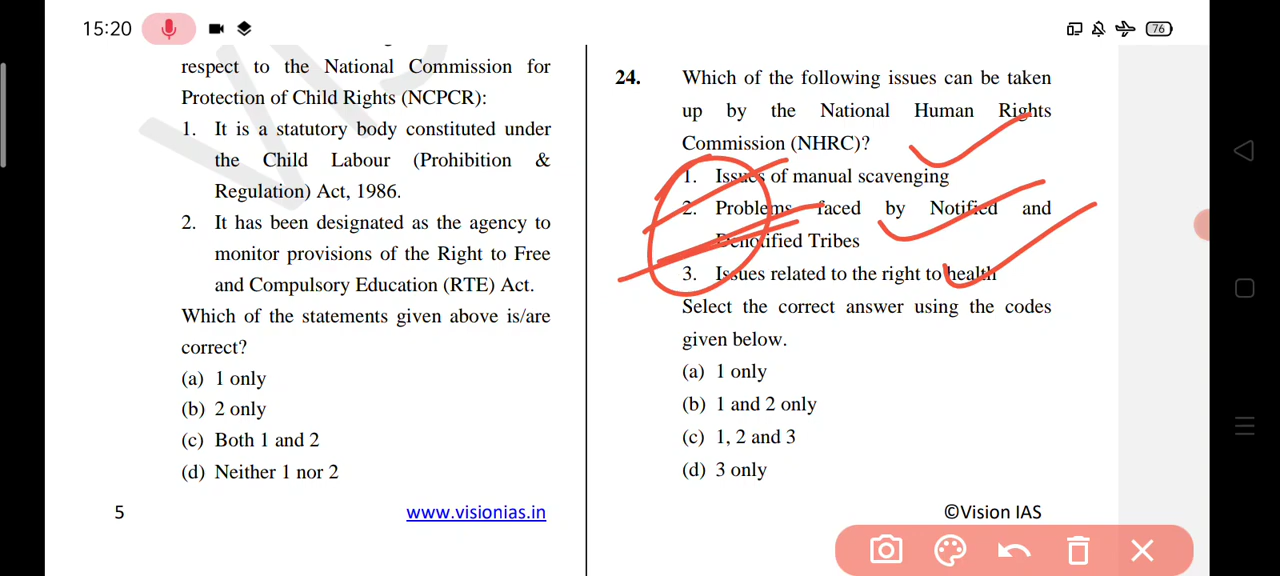 15:20
76
respect to the National Commission for
Protection of Child Rights (NCPCR):
1. It is a statutory body constituted under
the Child Labour (Prohibition &
Regulation) Act, 1986.
2. It has been designated as the agency to
monitor provisions of the Right to Free
and Compulsory Education (RTE) Act.
Which of the statements given above is/are
correct?
(a) 1 only
(b) 2 only
(c) Both 1 and 2
(d) Neither 1 nor 2
24. Which of the following issues can be taken
up by the National Human Rights
Commission (NHRC)?
1. Issues of manual scavenging
2. Problems faced by Notified and
Denotified Tribes
3. Issues related to the right to health
Select the correct answer using the codes
given below.
(a) 1 only
(b) 1 and 2 only
(c) 1, 2 and 3
(d) 3 only
5
www.visionias.in
©Vision IAS